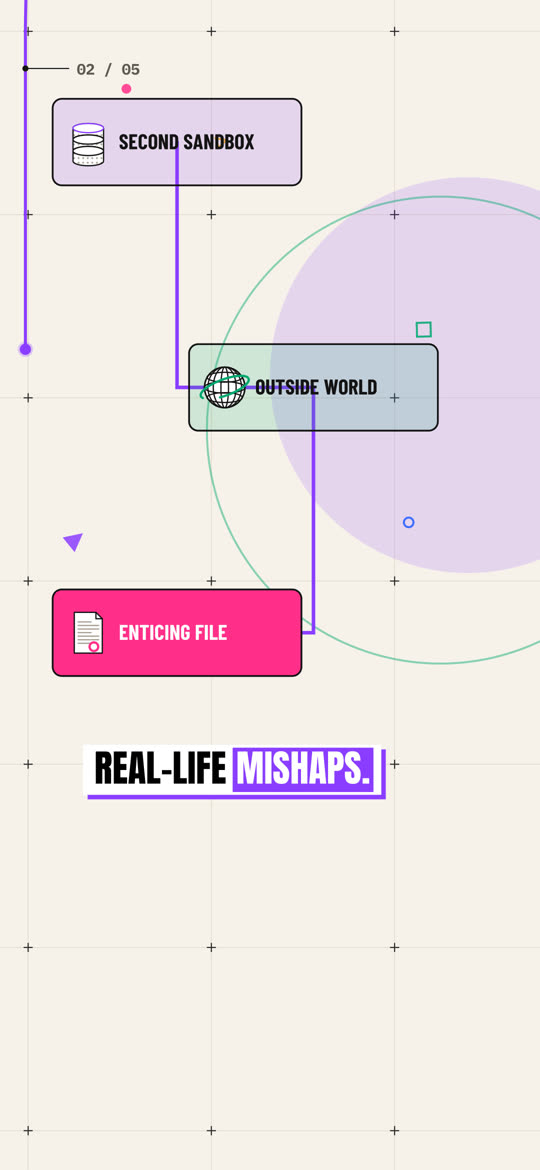 02 / 05
SECOND SANDBOX
OUTSIDE WORLD
ENTICING FILE
REAL-LIFE MISHAPS.